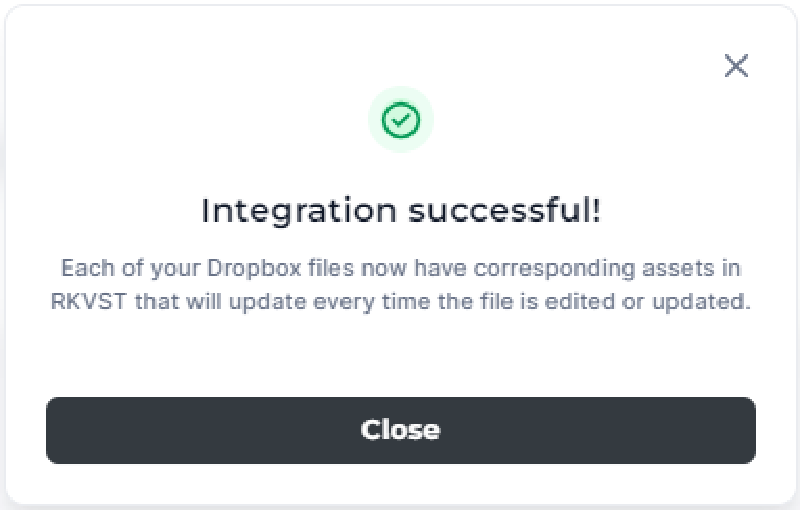 Integration successful!
Each of your Dropbox files now have corresponding assets in
RKVST that will update every time the file is edited or updated.
Close